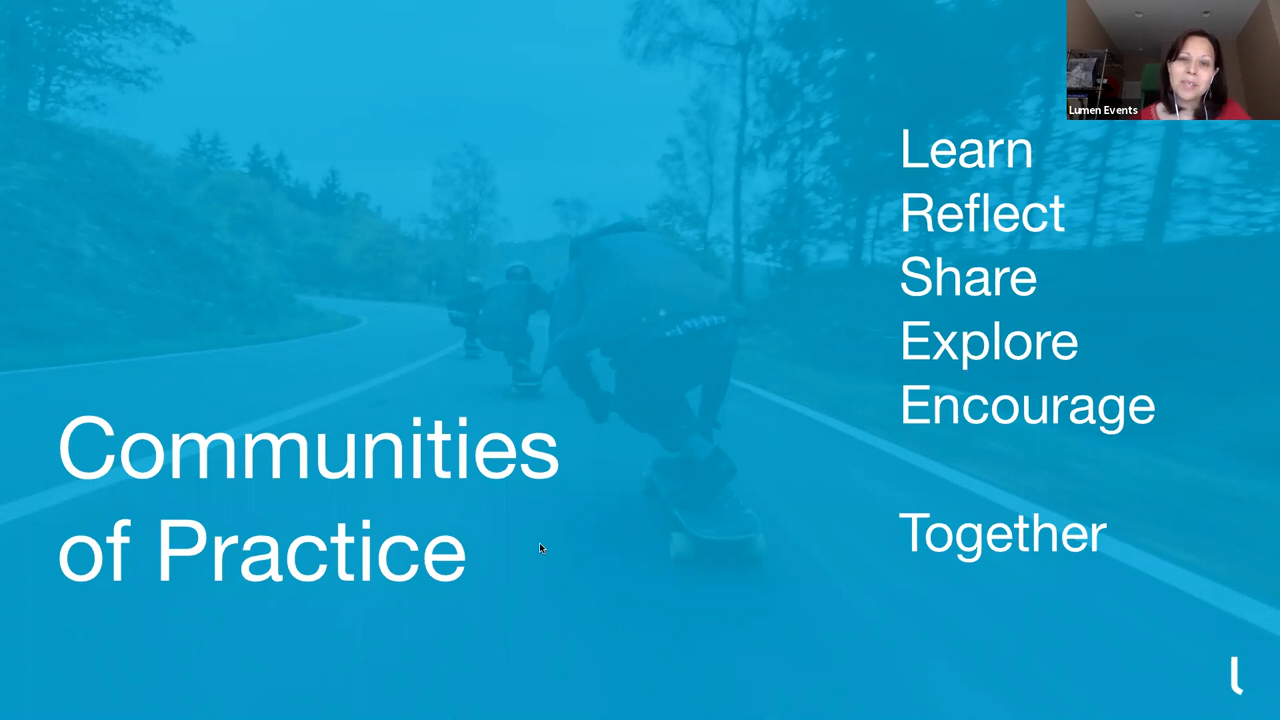 Lumen Events
Learn
Reflect
Share
Explore
Encourage
Together
Communities
of Practice